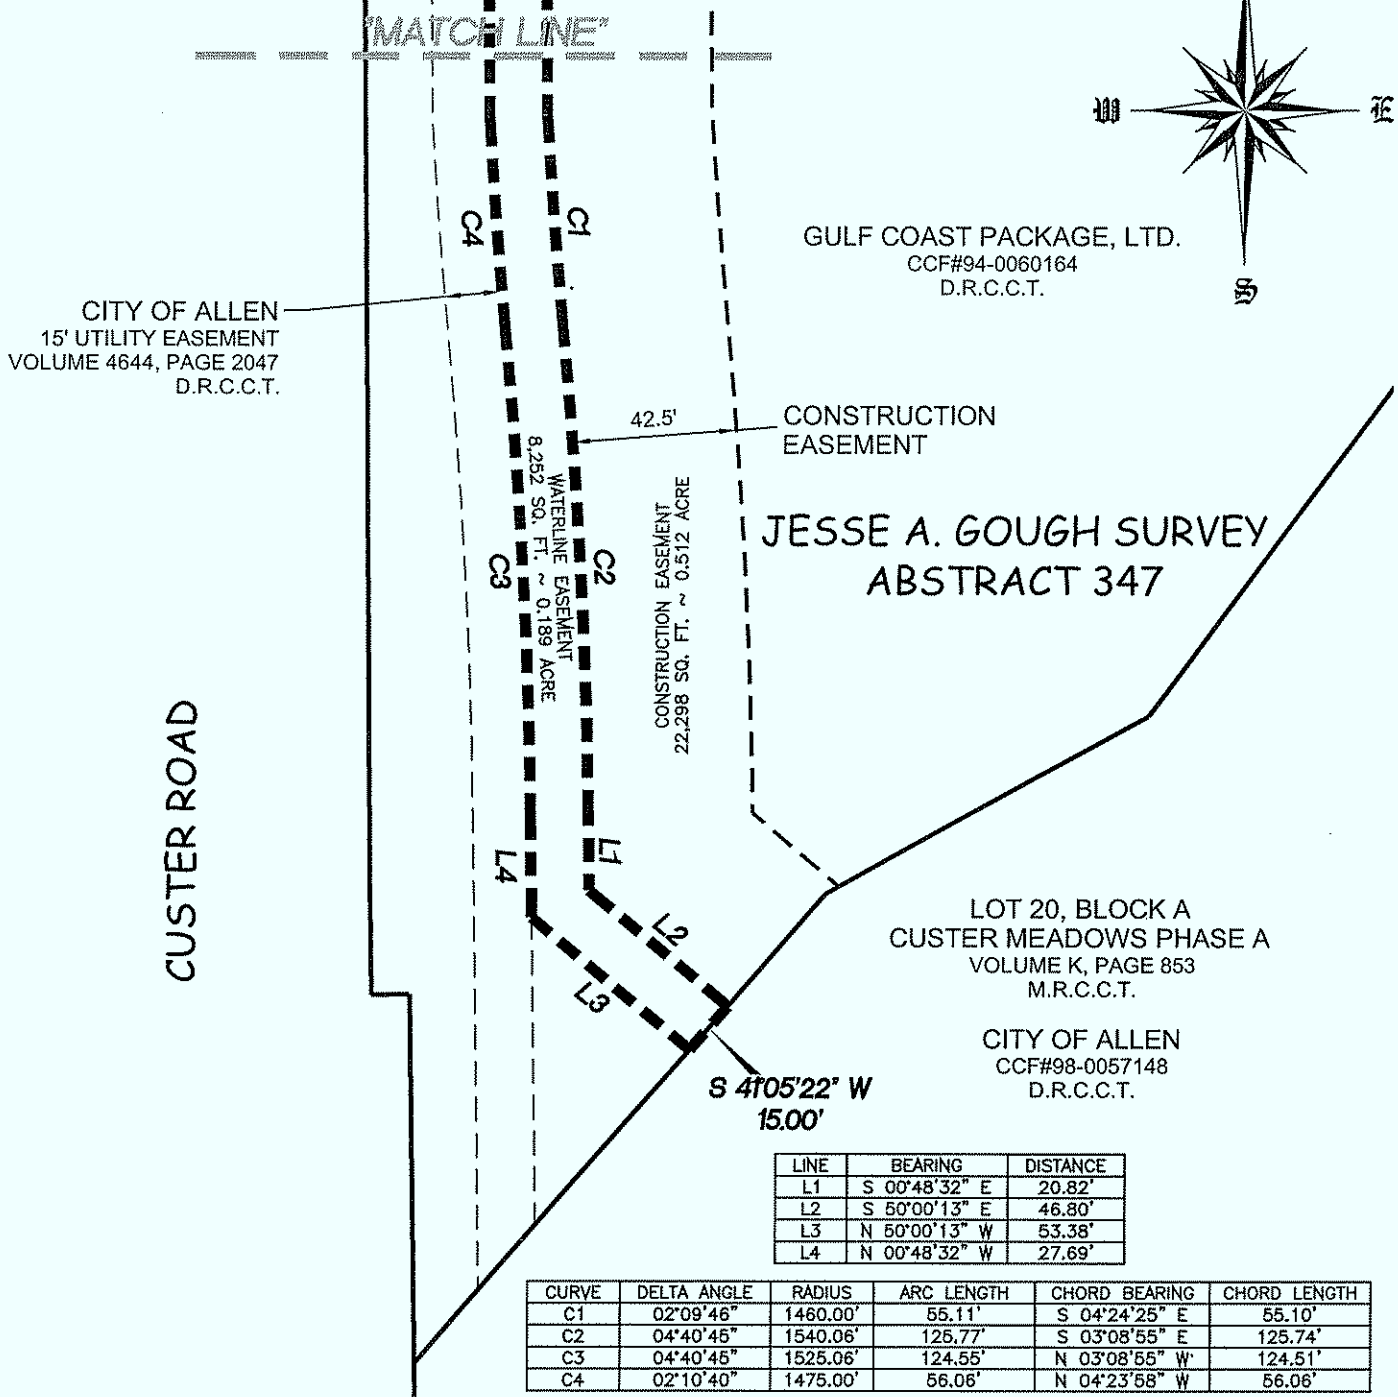 "MATCH LINE"
W
E
S
C4
C1
GULF COAST PACKAGE, LTD.
CCF#94-0060164
D.R.C.C.T.
CITY OF ALLEN
15' UTILITY EASEMENT
VOLUME 4644, PAGE 2047
D.R.C.C.T.
42.5'
CONSTRUCTION
EASEMENT
WATERLINE EASEMENT
8,252 SQ. FT. ~ 0.189 ACRE
CONSTRUCTION EASEMENT
22,298 SQ. FT. ~ 0.512 ACRE
JESSE A. GOUGH SURVEY
ABSTRACT 347
C3
C2
CUSTER ROAD
L4
L1
L2
L3
LOT 20, BLOCK A
CUSTER MEADOWS PHASE A
VOLUME K, PAGE 853
M.R.C.C.T.
CITY OF ALLEN
CCF#98-0057148
D.R.C.C.T.
S 41°05'22" W
15.00'
LINE BEARING DISTANCE
L1 S 00°48'32" E 20.82'
L2 S 50°00'13" E 46.80'
L3 N 50°00'13" W 53.38'
L4 N 00°48'32" W 27.69'
CURVE DELTA ANGLE RADIUS ARC LENGTH CHORD BEARING CHORD LENGTH
C1 02°09'46" 1460.00' 55.11' S 04°24'25" E 55.10'
C2 04°40'45" 1540.06' 125.77' S 03°08'55" E 125.74'
C3 04°40'45" 1525.06' 124.55' N 03°08'55" W 124.51'
C4 02°10'40" 1475.00' 56.06' N 04°23'58" W 56.06'